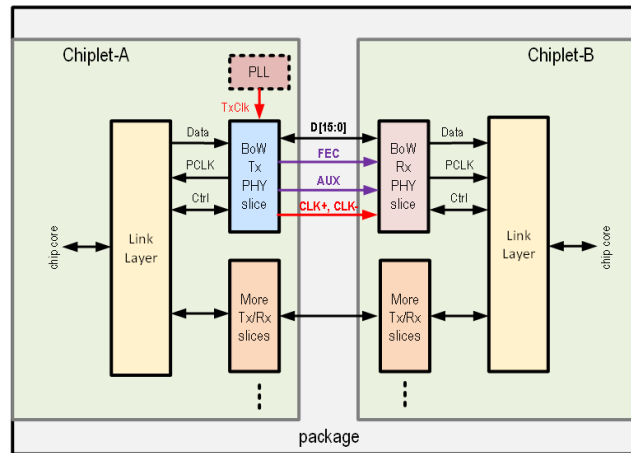 Chiplet-A
Chiplet-B
PLL
TxClk
Data
PCLK
Ctrl
BoW
Tx
PHY
slice
D[15:0]
FEC
AUX
CLK+, CLK-
BoW
Rx
PHY
slice
Data
PCLK
Ctrl
chip core
Link
Layer
Link
Layer
chip core
More
Tx/Rx
slices
More
Tx/Rx
slices
package